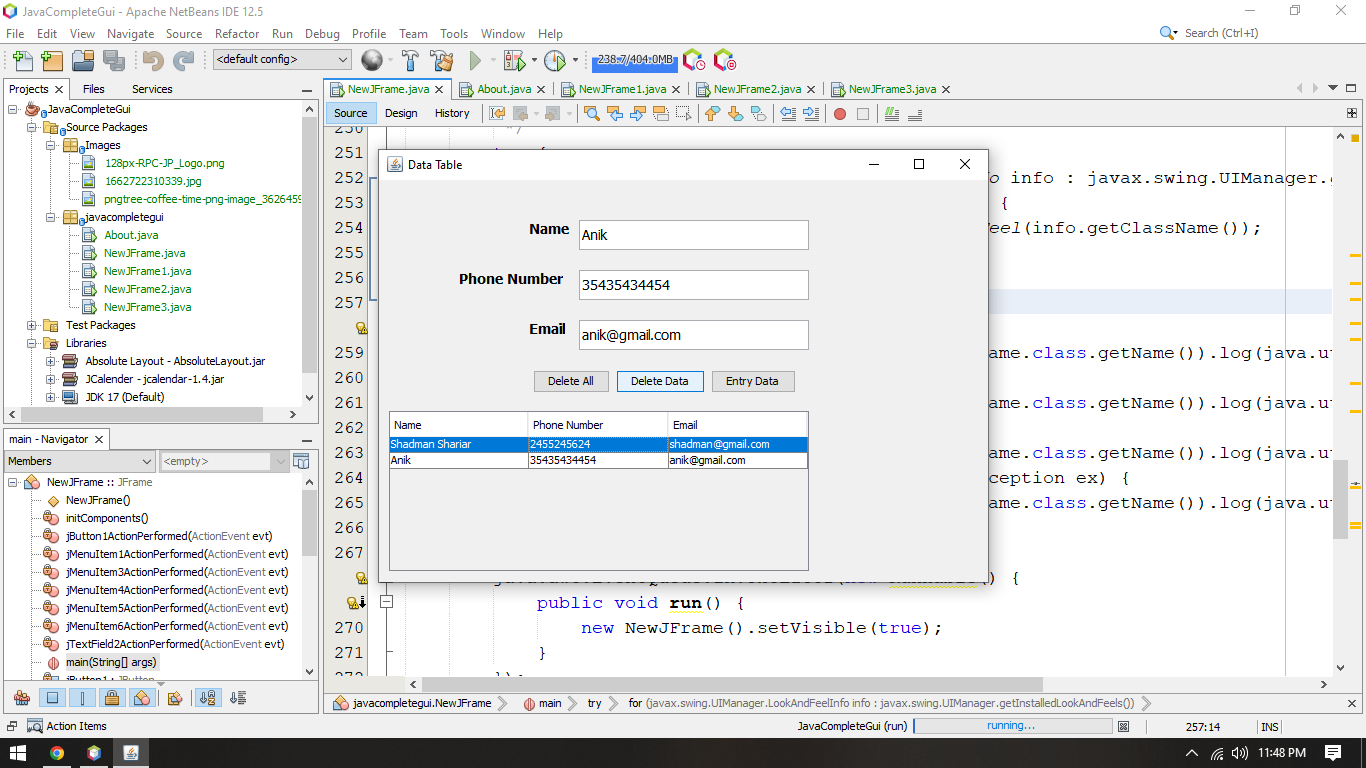 JavaCompleteGui - Apache NetBeans IDE 12.5
File Edit View Navigate Source Refactor Run Debug Profile Team Tools Window Help
Search (Ctrl+I)
<default config>
238.7/404.0MB
Projects Files Services
JavaCompleteGui
Source Packages
Images
128px-RPC-JP_Logo.png
1662722310339.jpg
pngtree-coffee-time-png-image_3626459
javacompletegui
About.java
NewJFrame.java
NewJFrame1.java
NewJFrame2.java
NewJFrame3.java
Test Packages
Libraries
Absolute Layout - AbsoluteLayout.jar
JCalender - jcalendar-1.4.jar
JDK 17 (Default)
main - Navigator
Members
<empty>
NewJFrame :: JFrame
NewJFrame()
initComponents()
jButton1ActionPerformed(ActionEvent evt)
jMenuItem1ActionPerformed(ActionEvent evt)
jMenuItem3ActionPerformed(ActionEvent evt)
jMenuItem4ActionPerformed(ActionEvent evt)
jMenuItem5ActionPerformed(ActionEvent evt)
jMenuItem6ActionPerformed(ActionEvent evt)
jTextField2ActionPerformed(ActionEvent evt)
main(String[] args)
jButton1 : JButton
NewJFrame.java About.java NewJFrame1.java NewJFrame2.java NewJFrame3.java
Source Design History
250 */
251
252 info : javax.swing.UIManager.
253 {
254 (info.getClassName());
255
256
257
259 ame.class.getName()).log(java.u
260
261 ame.class.getName()).log(java.u
262
263 ame.class.getName()).log(java.u
264 ception ex) {
265 ame.class.getName()).log(java.u
266
267
() {
public void run() {
270 new NewJFrame().setVisible(true);
271 }
Data Table
Name Anik
Phone Number 35435434454
Email anik@gmail.com
Delete All Delete Data Entry Data
Name Phone Number Email
Shadman Shariar 2455245624 shadman@gmail.com
Anik 35435434454 anik@gmail.com
javacompletegui.NewJFrame main try for (javax.swing.UIManager.LookAndFeelInfo info : javax.swing.UIManager.getInstalledLookAndFeels())
Action Items
JavaCompleteGui (run) running...
257:14 INS
11:48 PM